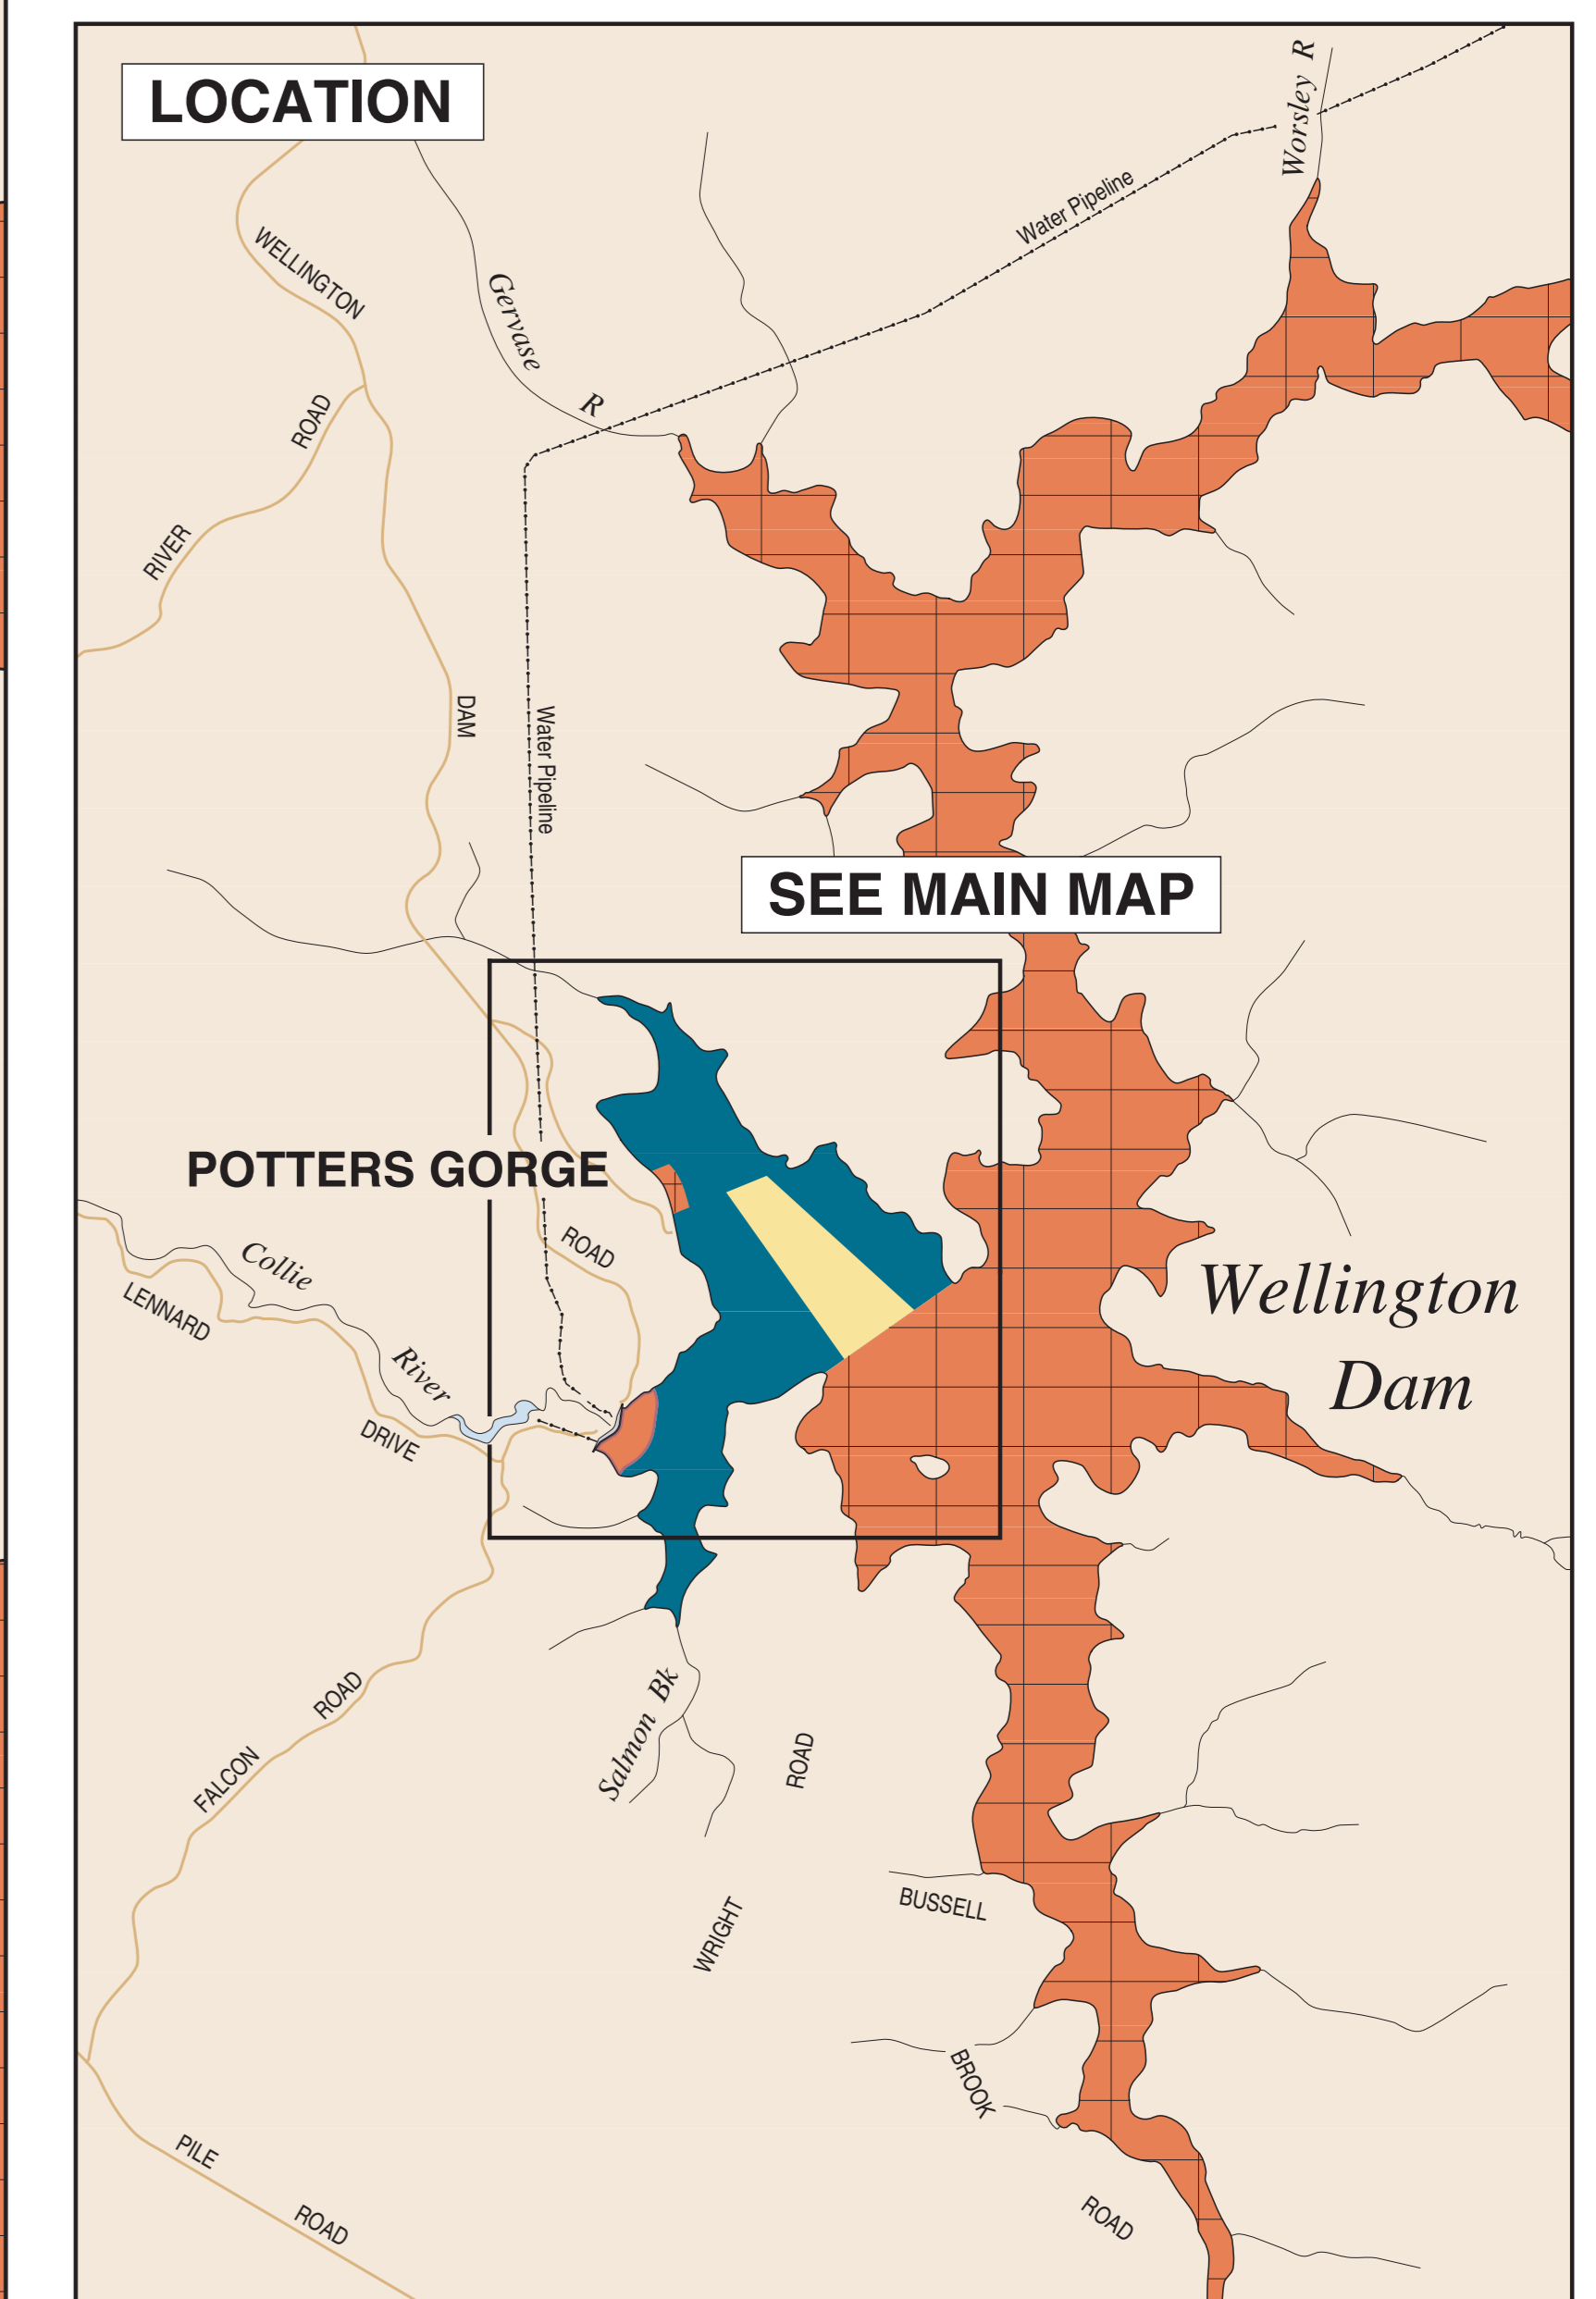 LOCATION
Worsley R
Water Pipeline
WELLINGTON
Gervase
R
ROAD
RIVER
DAM
Water Pipeline
SEE MAIN MAP
POTTERS GORGE
ROAD
Collie
LENNARD
River
DRIVE
Wellington
Dam
Salmon Bk
ROAD
ROAD
FALCON
WRIGHT
BUSSELL
BROOK
PILE
ROAD
ROAD